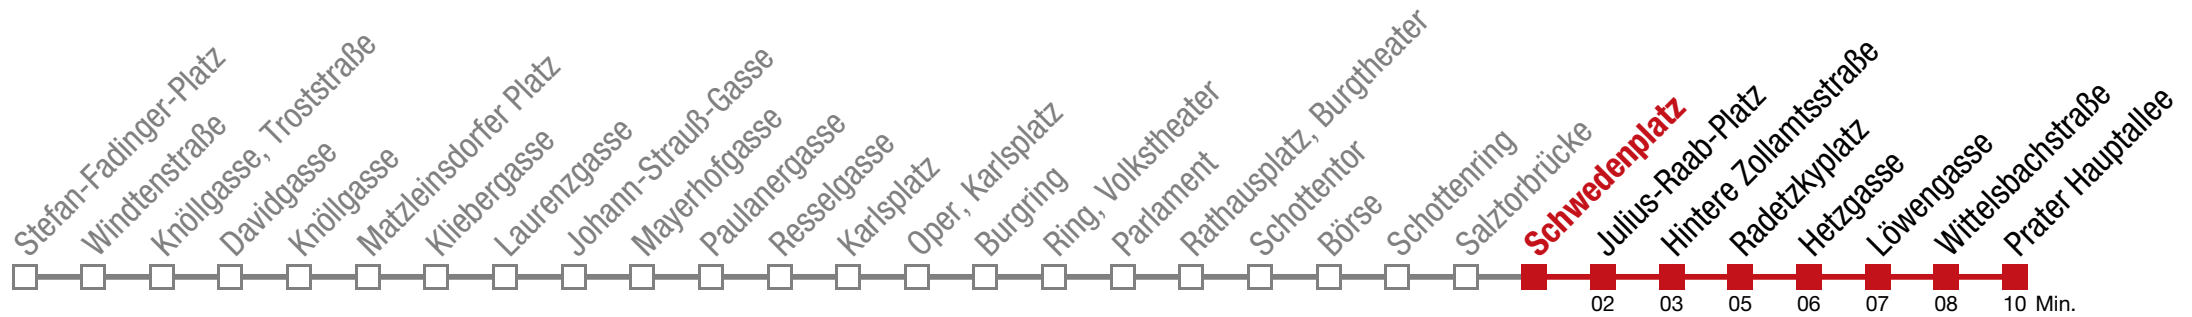 Stefan-Fadinger-Platz
Windtenstraße
Knöllgasse, Troststraße
Davidgasse
Knöllgasse
Matzleinsdorfer Platz
Kliebergasse
Laurenzgasse
Johann-Strauß-Gasse
Mayerhofgasse
Paulanergasse
Resselgasse
Karlsplatz
Oper, Karlsplatz
Burgring
Ring, Volkstheater
Parlament
Rathausplatz, Burgtheater
Schottentor
Börse
Schottenring
Salztorbrücke
Schwedenplatz
Julius-Raab-Platz
Hintere Zollamtsstraße
Radetzkyplatz
Hetzgasse
Löwengasse
Wittelsbachstraße
Prater Hauptallee
02 03 05 06 07 08 10 Min.